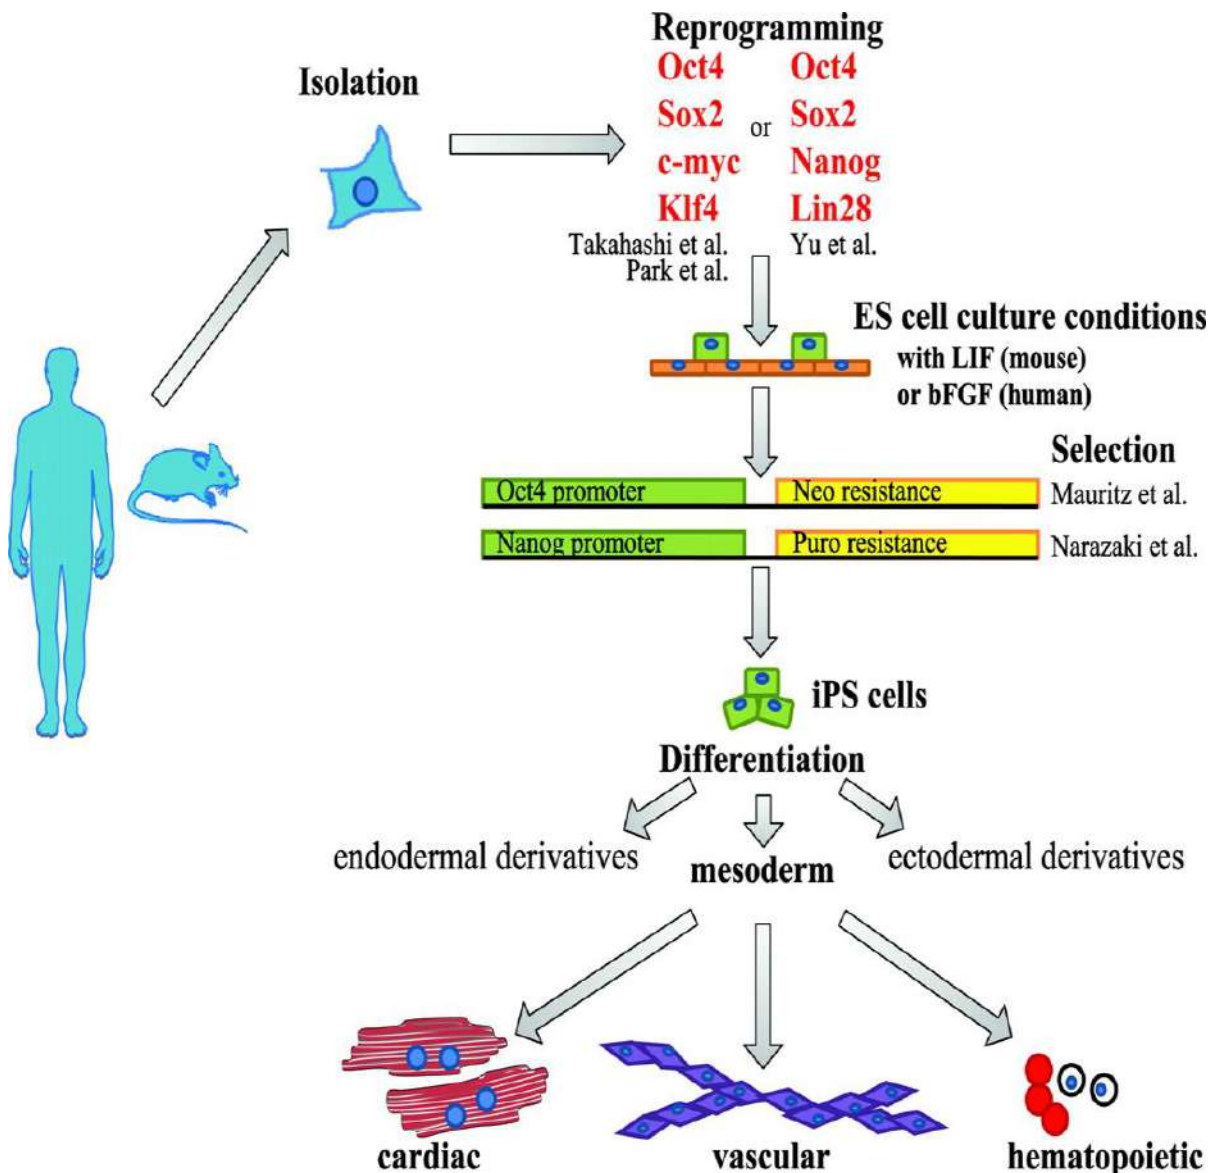 Isolation
Reprogramming
Oct4 Oct4
Sox2 or Sox2
c-myc Nanog
Klf4 Lin28
Takahashi et al. Yu et al.
Park et al.
ES cell culture conditions
with LIF (mouse)
or bFGF (human)
Selection
Oct4 promoter Neo resistance Mauritz et al.
Nanog promoter Puro resistance Narazaki et al.
iPS cells
Differentiation
endodermal derivatives
mesoderm
ectodermal derivatives
cardiac vascular hematopoietic